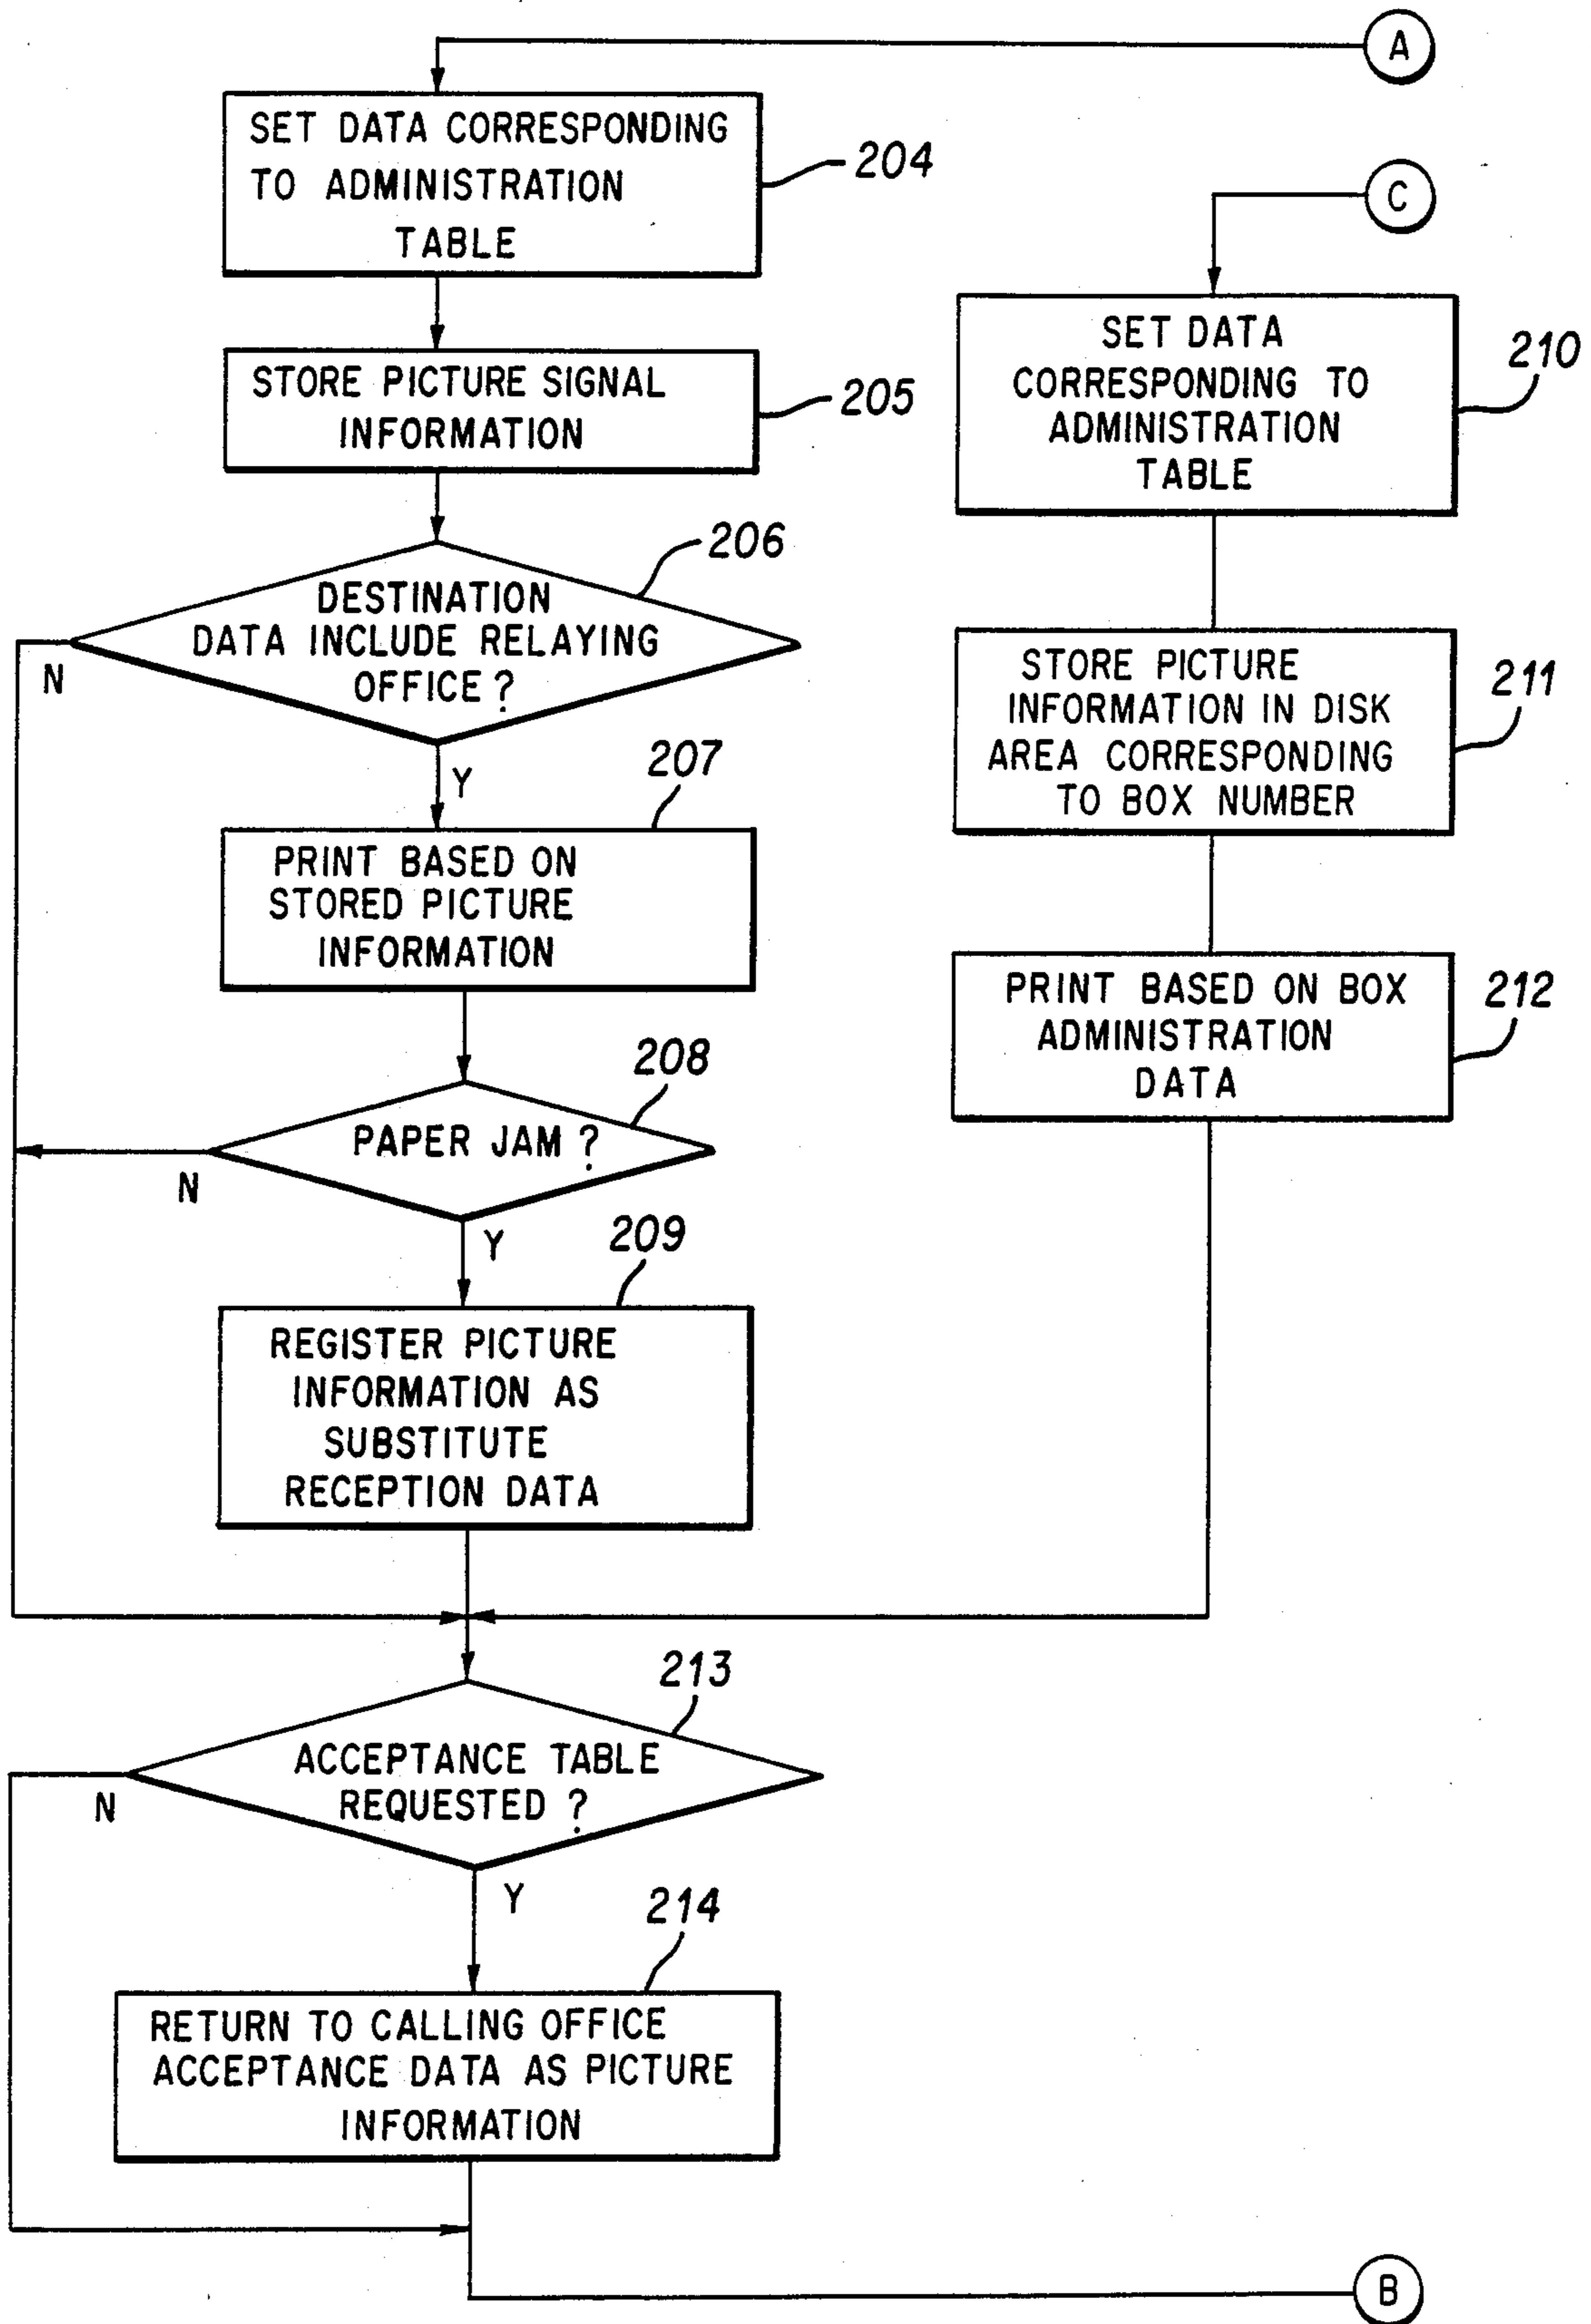 A
SET DATA CORRESPONDING
TO ADMINISTRATION
TABLE
204
STORE PICTURE SIGNAL
INFORMATION
205
206
DESTINATION
DATA INCLUDE RELAYING
OFFICE?
N
Y
207
PRINT BASED ON
STORED PICTURE
INFORMATION
208
PAPER JAM ?
N
Y
209
REGISTER PICTURE
INFORMATION AS
SUBSTITUTE
RECEPTION DATA
C
SET DATA
CORRESPONDING TO
ADMINISTRATION
TABLE
210
STORE PICTURE
INFORMATION IN DISK
AREA CORRESPONDING
TO BOX NUMBER
211
PRINT BASED ON BOX
ADMINISTRATION
DATA
212
213
ACCEPTANCE TABLE
REQUESTED ?
N
Y
214
RETURN TO CALLING OFFICE
ACCEPTANCE DATA AS PICTURE
INFORMATION
B